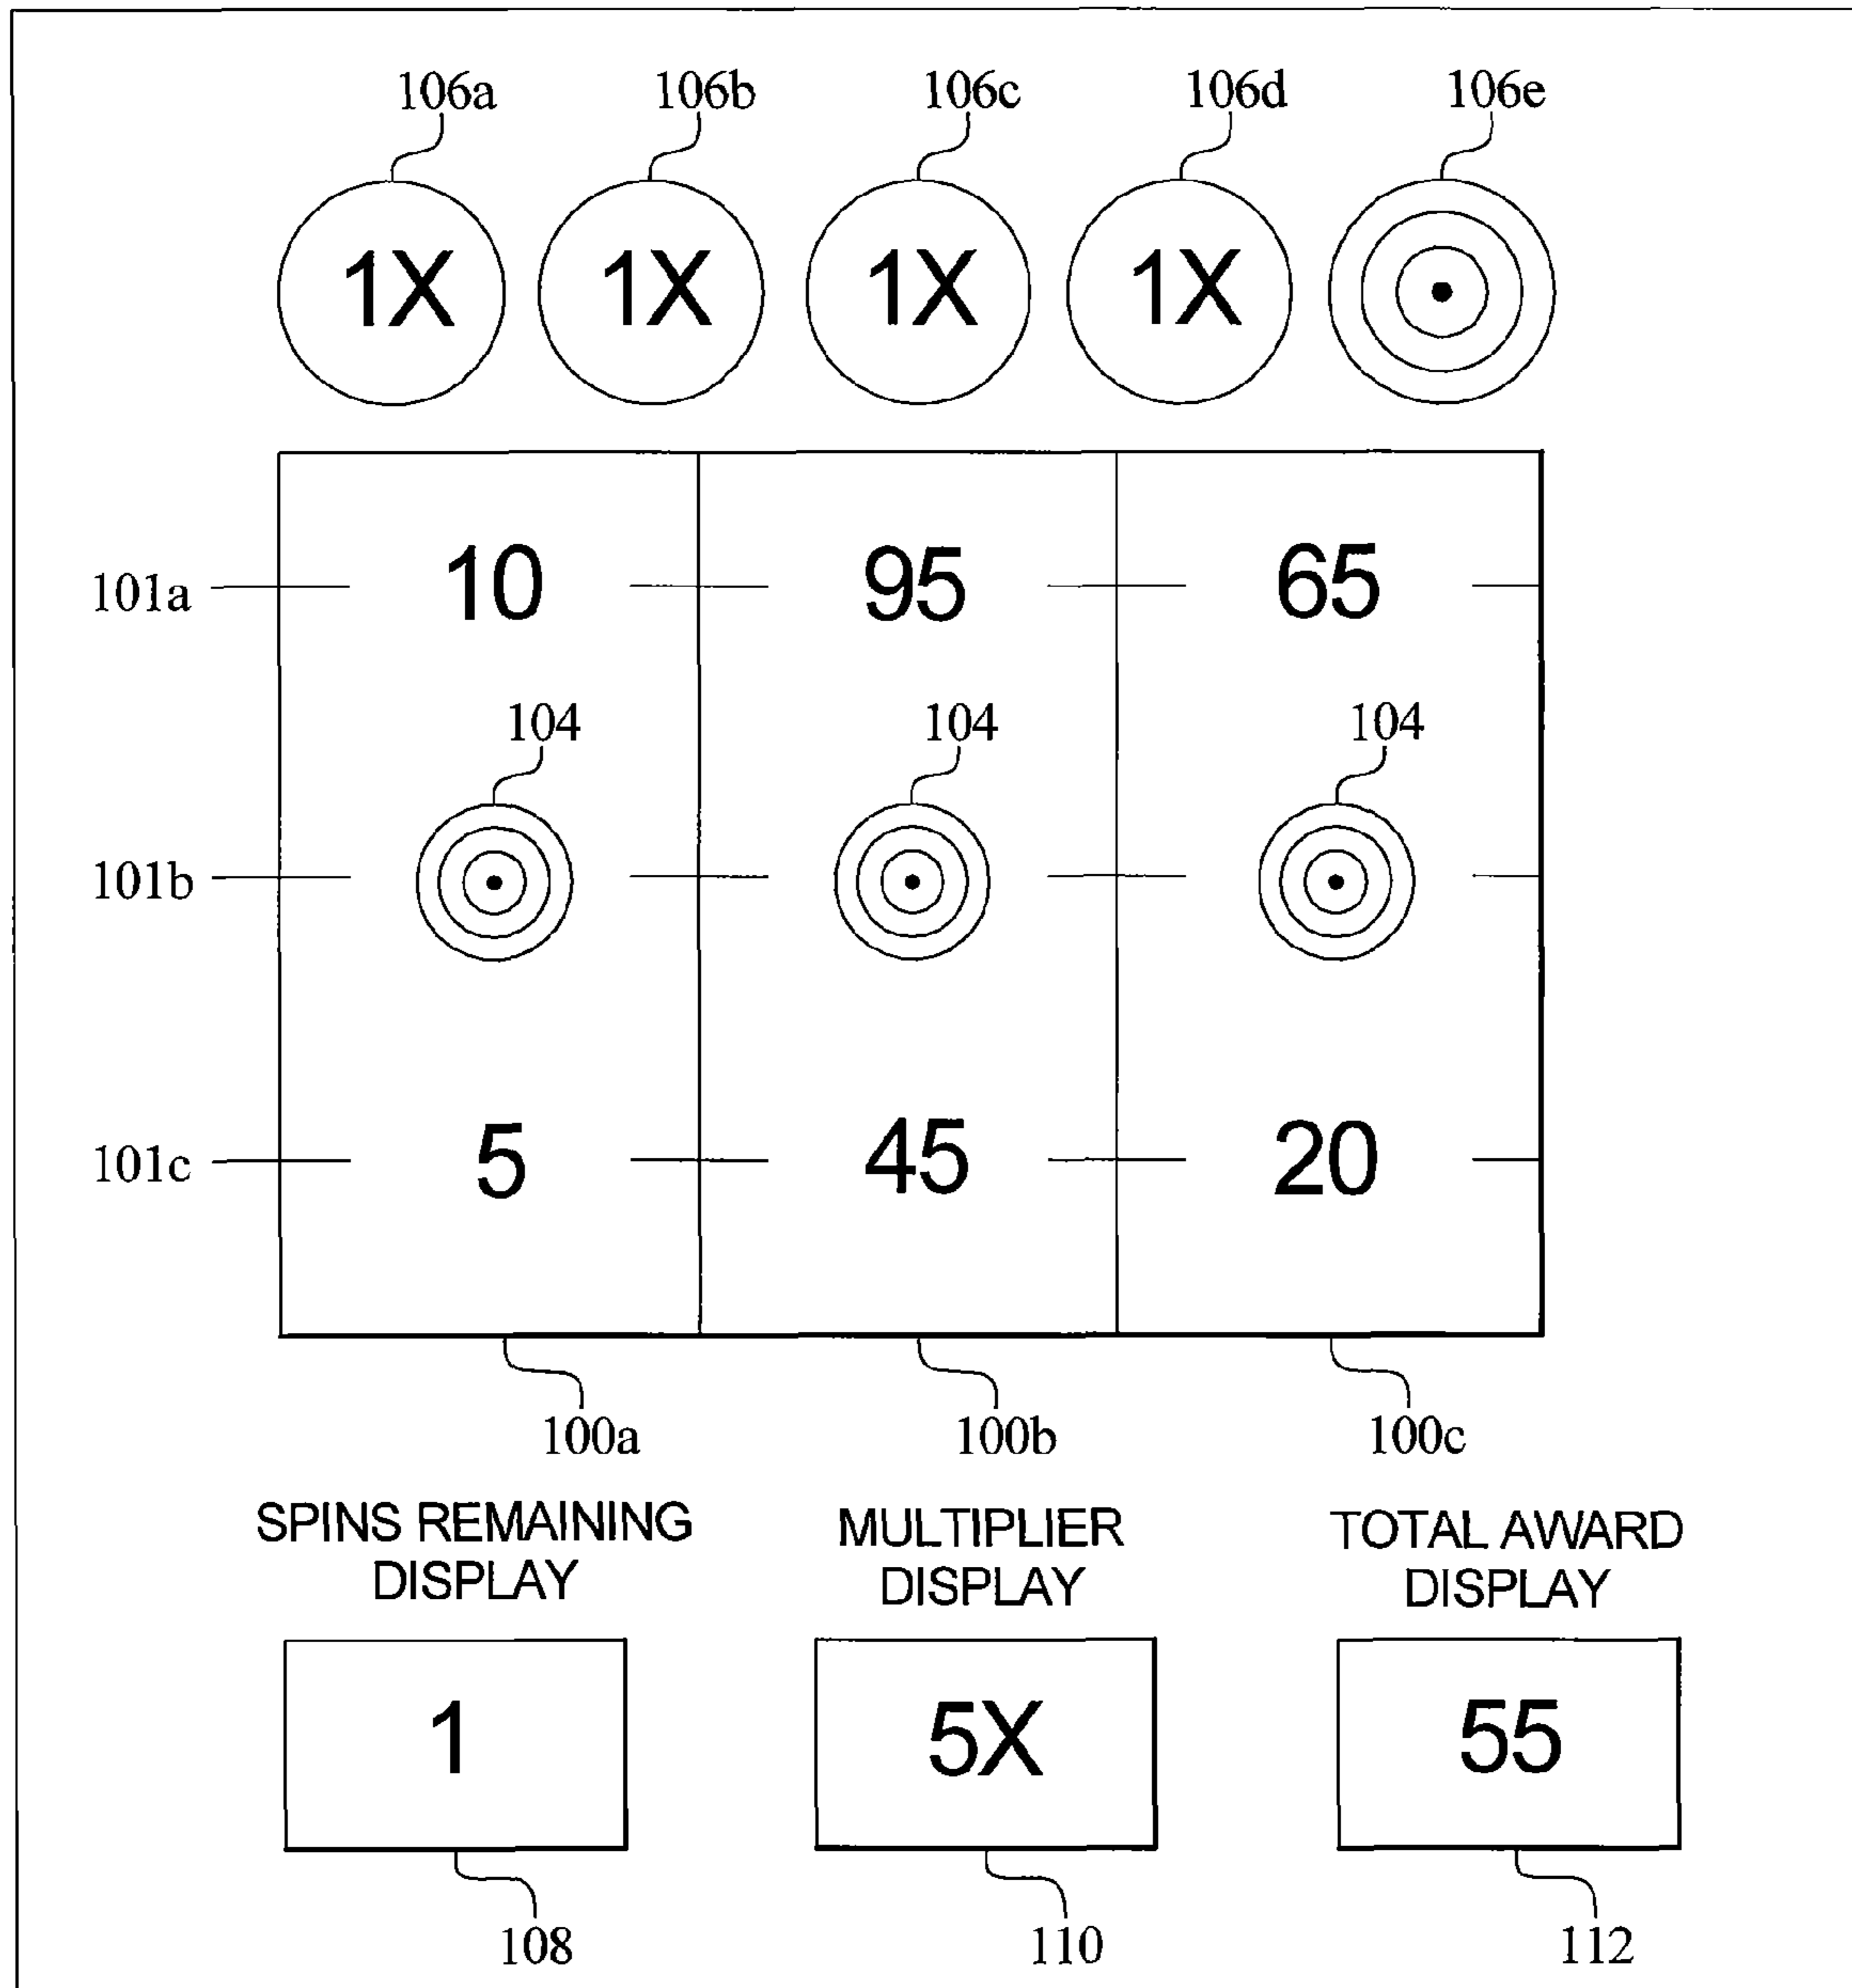 106a 106b 106c 106d 106e
1X 1X 1X 1X
101a 10 95 65
104 104 104
101b
101c 5 45 20
100a 100b 100c
SPINS REMAINING DISPLAY
MULTIPLIER DISPLAY
TOTAL AWARD DISPLAY
1 5X 55
108 110 112